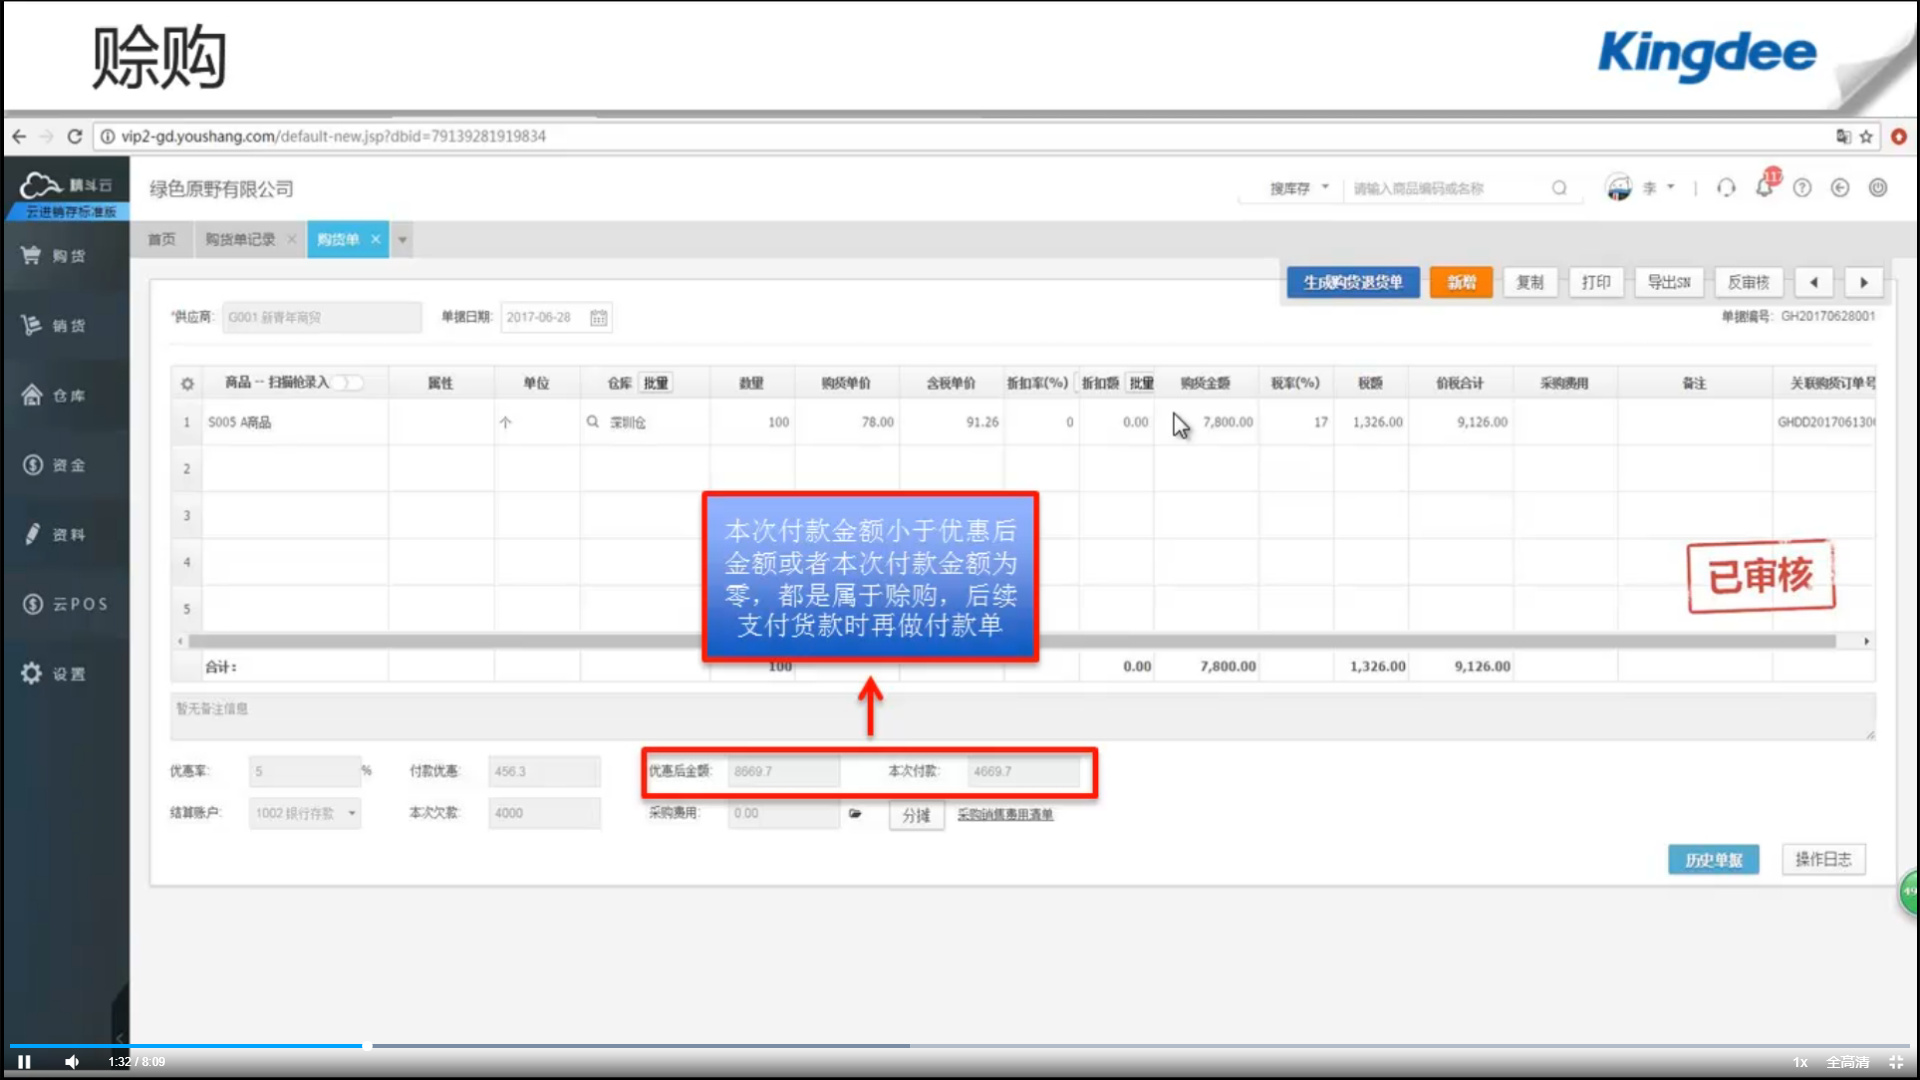 赊购
Kingdee
vip2-gd.youshang.com/default-new.jsp?dbid=79139281919834
精斗云
云进销存标准版
绿色原野有限公司
搜库存
请输入商品编码或名称
李
117
购货
销货
仓库
资金
资料
云POS
设置
首页
购货单记录
购货单
生成购货退货单
新增
复制
打印
导出SN
反审核
*供应商:
G001 新青年商贸
单据日期:
2017-06-28
单据编号: GH20170628001
商品 -- 扫描枪录入 属性 单位 仓库 批量 数量 购货单价 含税单价 折扣率(%) 折扣额 批量 购货金额 税率(%) 税额 价税合计 采购费用 备注 关联购货订单号
1 S005 A商品 个 深圳仓 100 78.00 91.26 0 0.00 7,800.00 17 1,326.00 9,126.00 GHDD20170613
2
3
4
5
本次付款金额小于优惠后
金额或者本次付款金额为
零，都是属于赊购，后续
支付货款时再做付款单
已审核
合计: 100 0.00 7,800.00 1,326.00 9,126.00
暂无备注信息
优惠率: 5 % 付款优惠: 456.3 优惠后金额: 8669.7 本次付款: 4669.7
结算账户: 1002 银行存款 本次欠款: 4000 采购费用: 0.00 分摊 采购销售费用清单
历史单据
操作日志
49
1:32 / 8:09
1x
全高清